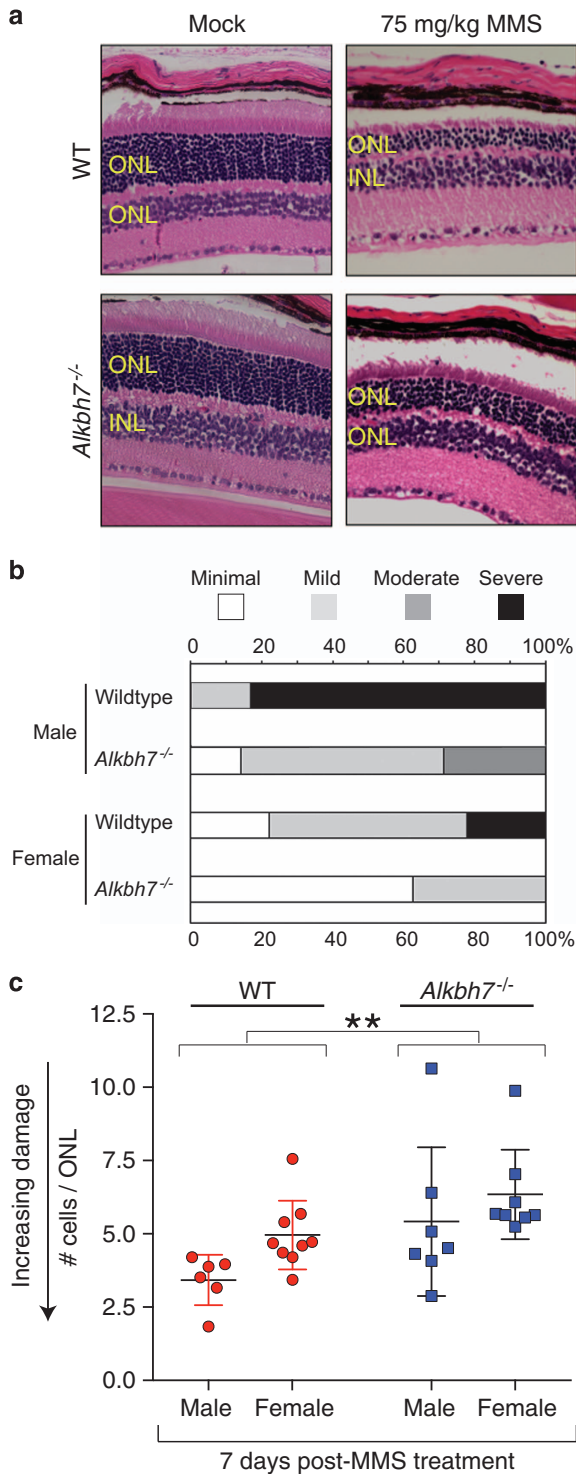 a
Mock 75 mg/kg MMS
WT
ONL
ONL
ONL
INL
Alkbh7-/-
ONL
INL
ONL
ONL
b
Minimal Mild Moderate Severe
0 20 40 60 80 100%
Male
Wildtype
Alkbh7-/-
Female
Wildtype
Alkbh7-/-
0 20 40 60 80 100%
c
WT Alkbh7-/-
**
Increasing damage
# cells / ONL
12.5
10.0
7.5
5.0
2.5
0.0
Male Female Male Female
7 days post-MMS treatment